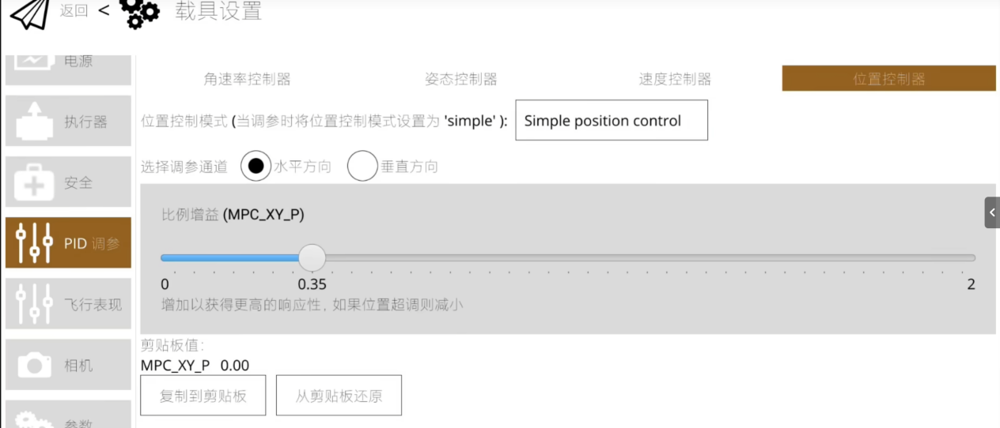 返回 < 载具设置
电源
角速率控制器 姿态控制器 速度控制器 位置控制器
执行器
位置控制模式 (当调参时将位置控制模式设置为 'simple' ): Simple position control
安全
选择调参通道 水平方向 垂直方向
比例增益 (MPC_XY_P)
PID 调参
0 0.35 2
飞行表现
增加以获得更高的响应性, 如果位置超调则减小
剪贴板值:
相机
MPC_XY_P 0.00
复制到剪贴板 从剪贴板还原
参数